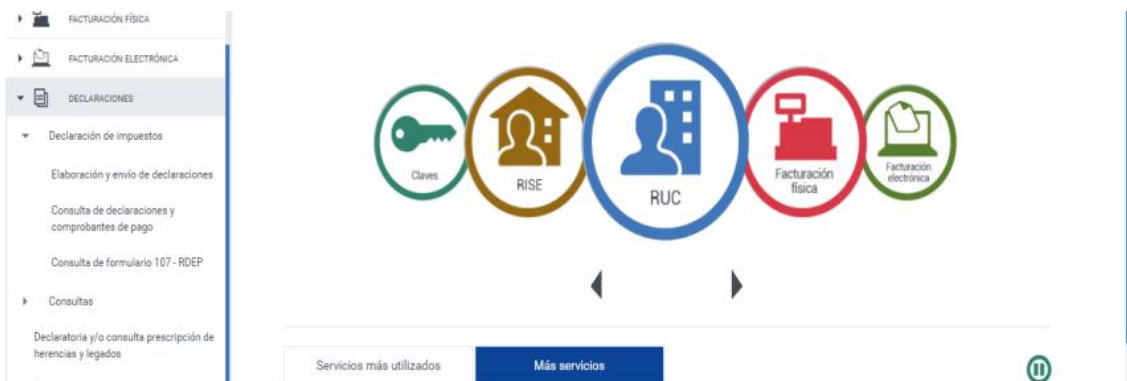 FACTURACIÓN FÍSICA
FACTURACIÓN ELECTRÓNICA
DECLARACIONES
Declaración de impuestos
Elaboración y envío de declaraciones
Consulta de declaraciones y
comprobantes de pago
Consulta de formulario 107 - RDEP
Consultas
Declaratoria y/o consulta prescripción de
herencias y legados
Claves
RISE
RUC
Facturación
física
Facturación
electrónica
Servicios más utilizados
Más servicios